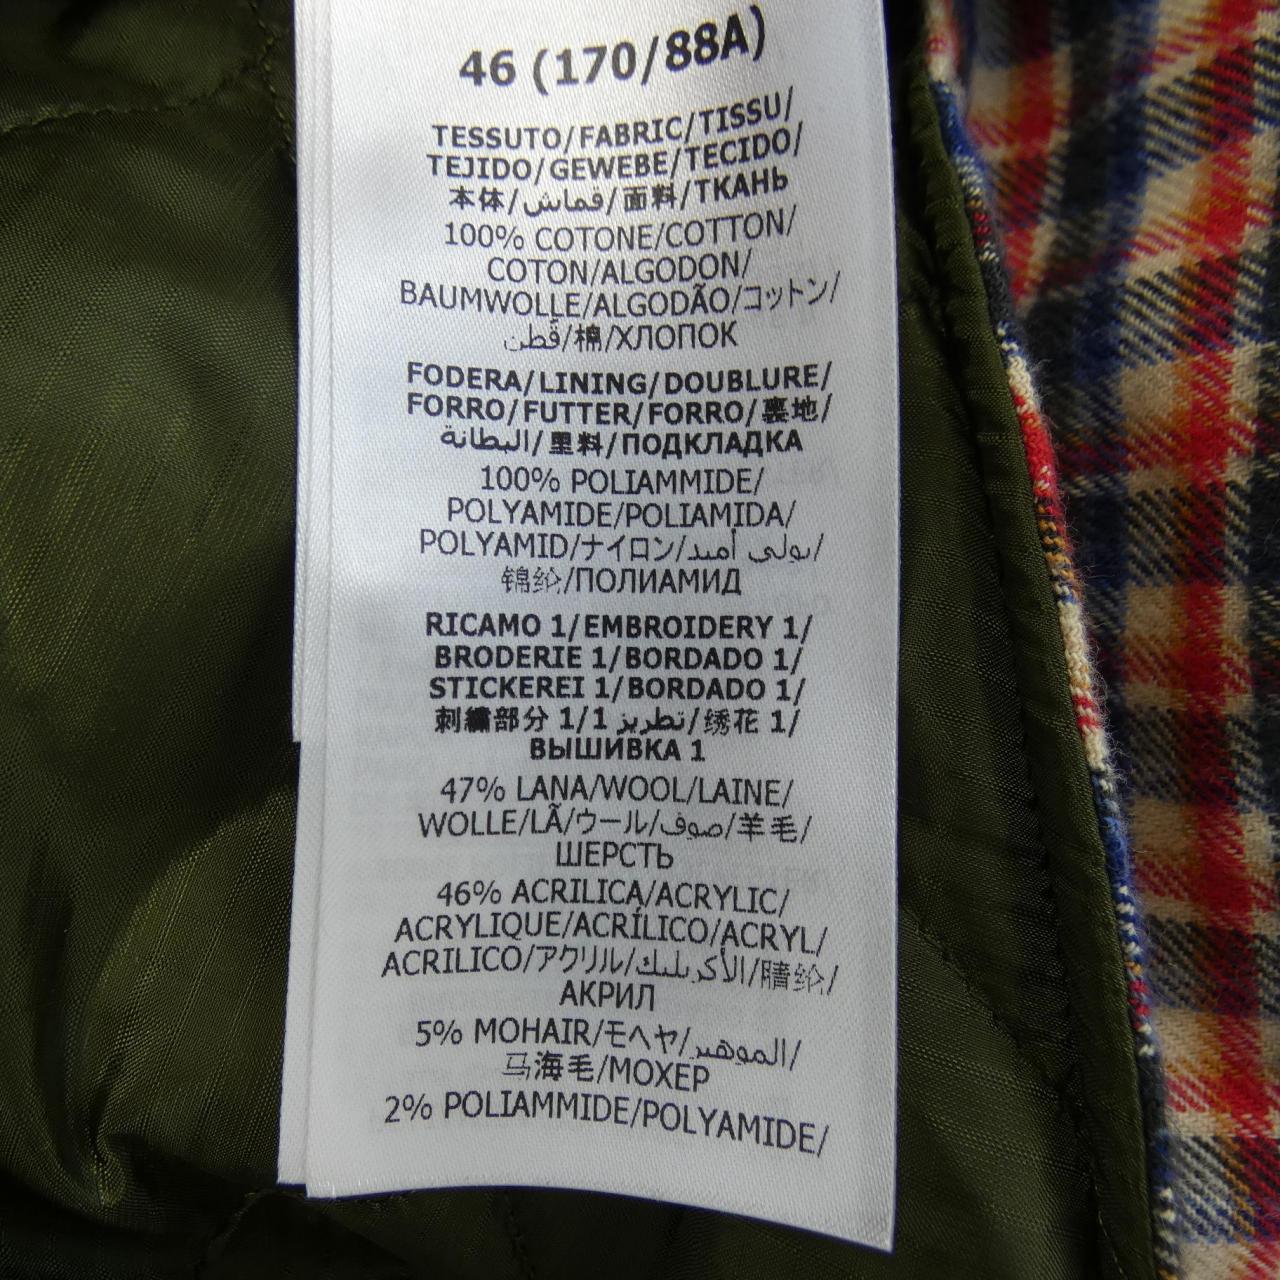 46 (170/88A)
TESSUTO/FABRIC/TISSU/
TEJIDO/GEWEBE/TECIDO/
本体/قماش/面料/ТКАНЬ
100% COTONE/COTTON/
COTON/ALGODON/
BAUMWOLLE/ALGODÃO/コットン/
قُطن/棉/ХЛОПОК
FODERA/LINING/DOUBLURE/
FORRO/FUTTER/FORRO/裏地/
البطانة/里料/ПОДКЛАДКА
100% POLIAMMIDE/
POLYAMIDE/POLIAMIDA/
POLYAMID/ナイロン/بولي أميد/
锦纶/ПОЛИАМИД
RICAMO 1/EMBROIDERY 1/
BRODERIE 1/BORDADO 1/
STICKEREI 1/BORDADO 1/
刺繍部分 1/1 تطريز/绣花 1/
ВЫШИВКА 1
47% LANA/WOOL/LAINE/
WOLLE/LÃ/ウール/صوف/羊毛/
ШЕРСТЬ
46% ACRILICA/ACRYLIC/
ACRYLIQUE/ACRÍLICO/ACRYL/
ACRILICO/アクリル/الأكريليك/腈纶/
АКРИЛ
5% MOHAIR/モヘヤ/الموهير/
马海毛/МОХЕР
2% POLIAMMIDE/POLYAMIDE/